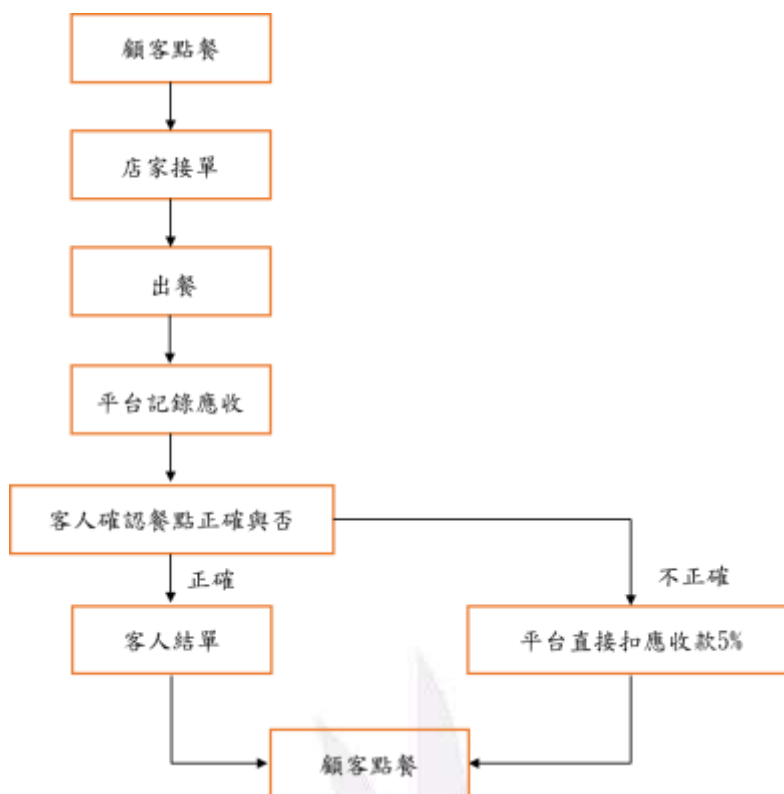 顧客點餐
店家接單
出餐
平台記錄應收
客人確認餐點正確與否
正確
不正確
客人結單
平台直接扣應收款5%
顧客點餐